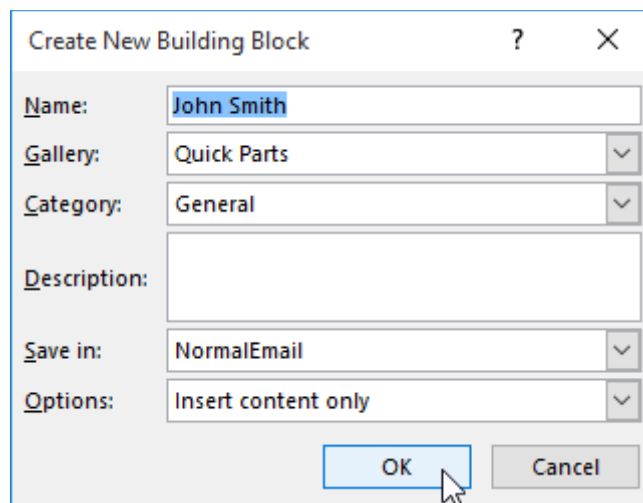 Create New Building Block ?
Name: John Smith
Gallery: Quick Parts
Category: General
Description:
Save in: NormalEmail
Options: Insert content only
OK Cancel